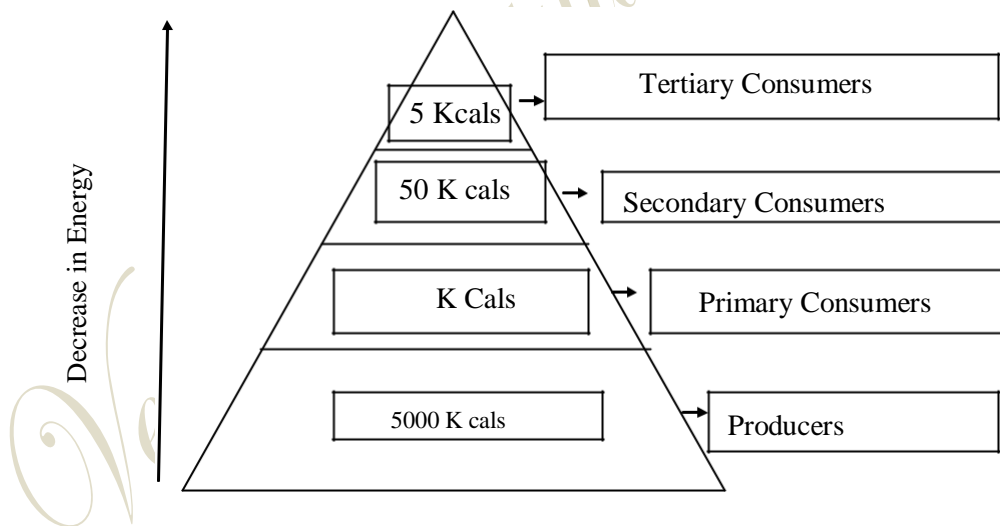 5 Kcals
Tertiary Consumers
50 K cals
Secondary Consumers
K Cals
Primary Consumers
5000 K cals
Producers
Decrease in Energy